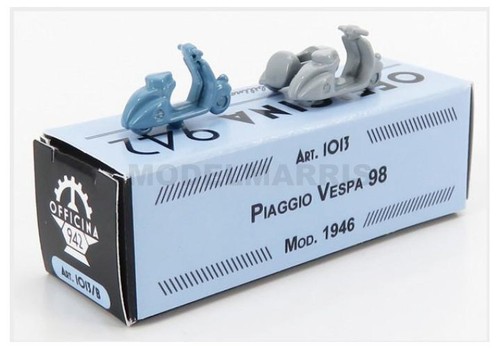 OFFICINA
942
ART. 1013
MODELMARRIS
PIAGGIO VESPA 98
MOD. 1946
OFFICINA
942
ART. 1013/B